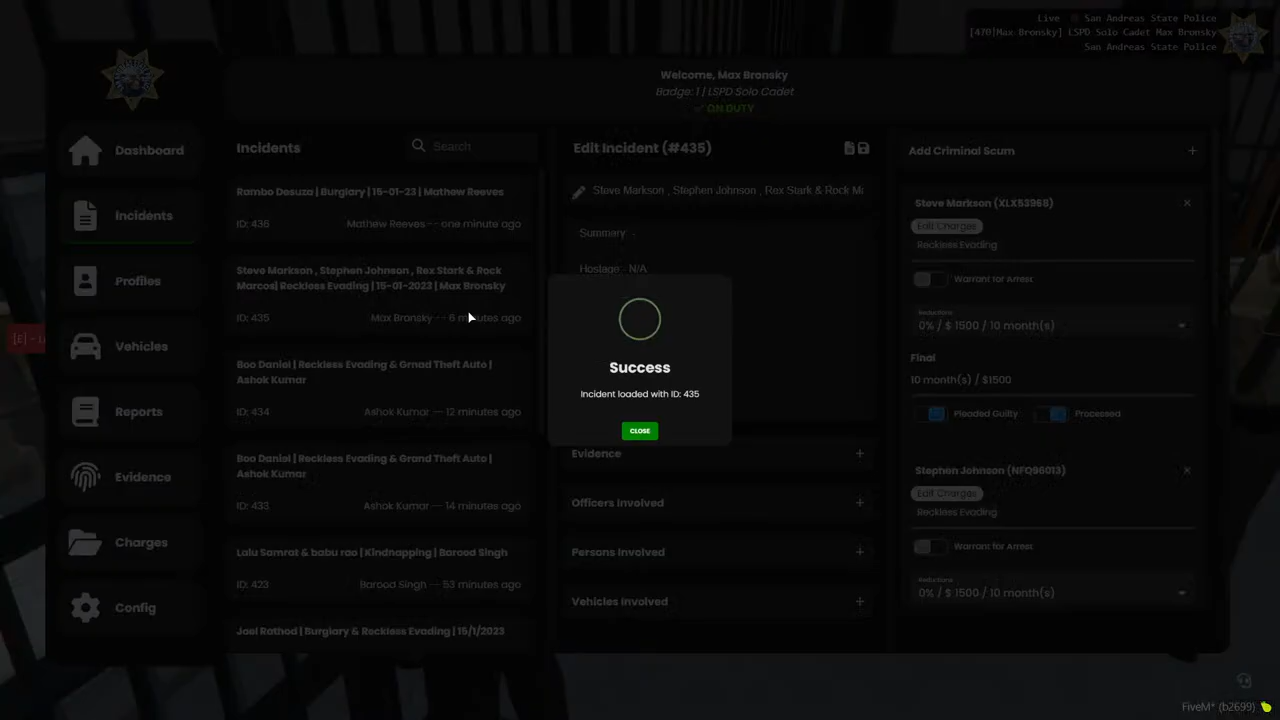 Live San Andreas State Police
[470|Max Bronsky] LSPD Solo Cadet Max Bronsky
San Andreas State Police
Welcome, Max Bronsky
Badge: 1 | LSPD Solo Cadet
ON DUTY
Dashboard
Incidents
Profiles
Vehicles
Reports
Evidence
Charges
Config
Incidents
Search
Rambo Desuza | Burglary | 15-01-23 | Mathew Reeves
ID: 436 Mathew Reeves -- one minute ago
Steve Markson , Stephen Johnson , Rex Stark & Rock
Marcos| Reckless Evading | 15-01-2023 | Max Bronsky
ID: 435 Max Bransky -- 6 minutes ago
Boo Daniel | Reckless Evading & Grnad Theft Auto |
Ashok Kumar
ID: 434 Ashok Kumar -- 12 minutes ago
Boo Daniel | Reckless Evading & Grand Theft Auto |
Ashok Kumar
ID: 433 Ashok Kumar -- 14 minutes ago
Lalu Samrat & babu rao | Kindnapping | Barood Singh
ID: 423 Barood Singh -- 53 minutes ago
Joel Rathod | Burglary & Reckless Evading | 15/1/2023
Edit Incident (#435)
Steve Markson , Stephen Johnson , Rex Stark & Rock M
Summary -
Hostage - N/A
Success
Incident loaded with ID: 435
CLOSE
Evidence
Officers Involved
Persons Involved
Vehicles Involved
Add Criminal Scum
Steve Markson (XLX53968)
Edit Charges
Reckless Evading
Warrant for Arrest
Reductions
0% / $ 1500 / 10 month(s)
Final
10 month(s) / $1500
Pleaded Guilty Processed
Stephen Johnson (NFQ96013)
Edit Charges
Reckless Evading
Warrant for Arrest
Reductions
0% / $ 1500 / 10 month(s)
[E] - L
FiveM* (b2699)